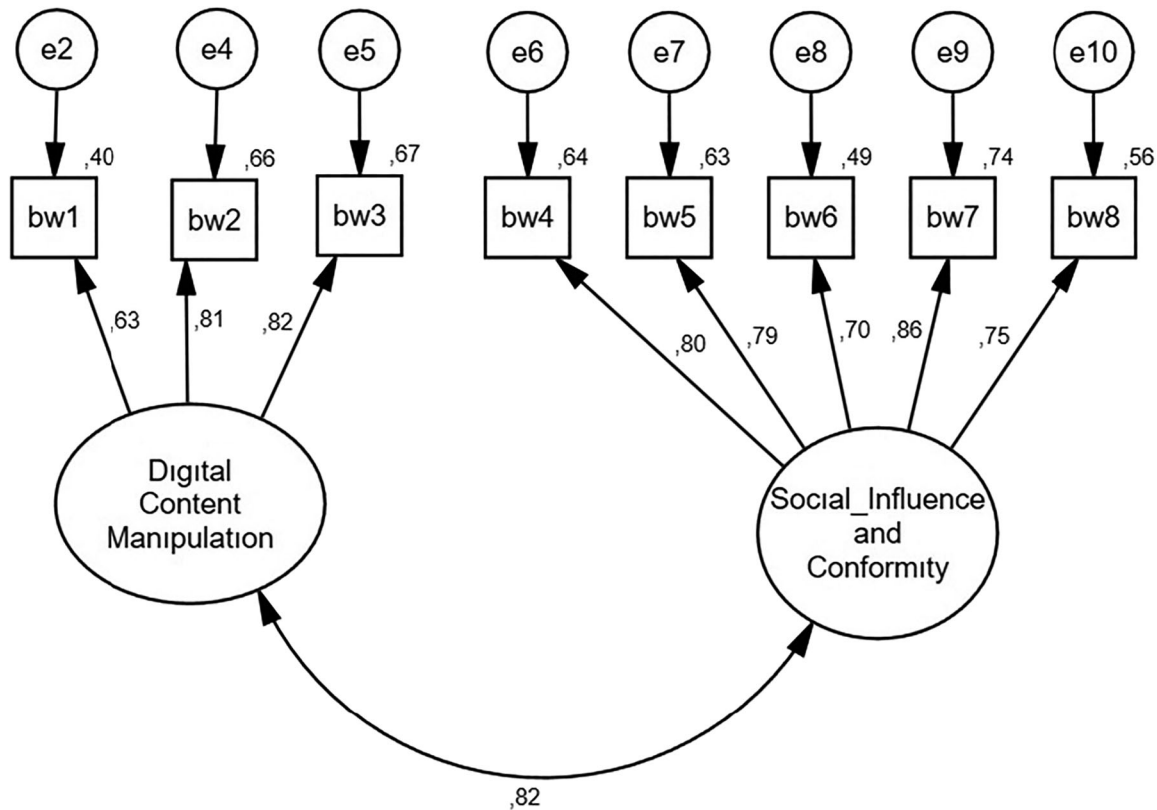 e2 e4 e5 e6 e7 e8 e9 e10
,40 ,66 ,67 ,64 ,63 ,49 ,74 ,56
bw1 bw2 bw3 bw4 bw5 bw6 bw7 bw8
,63 ,81 ,82 ,80 ,79 ,70 ,86 ,75
Dıgıtal
Content
Manıpulatıon
Socıal_Influence
and
Conformıty
,82